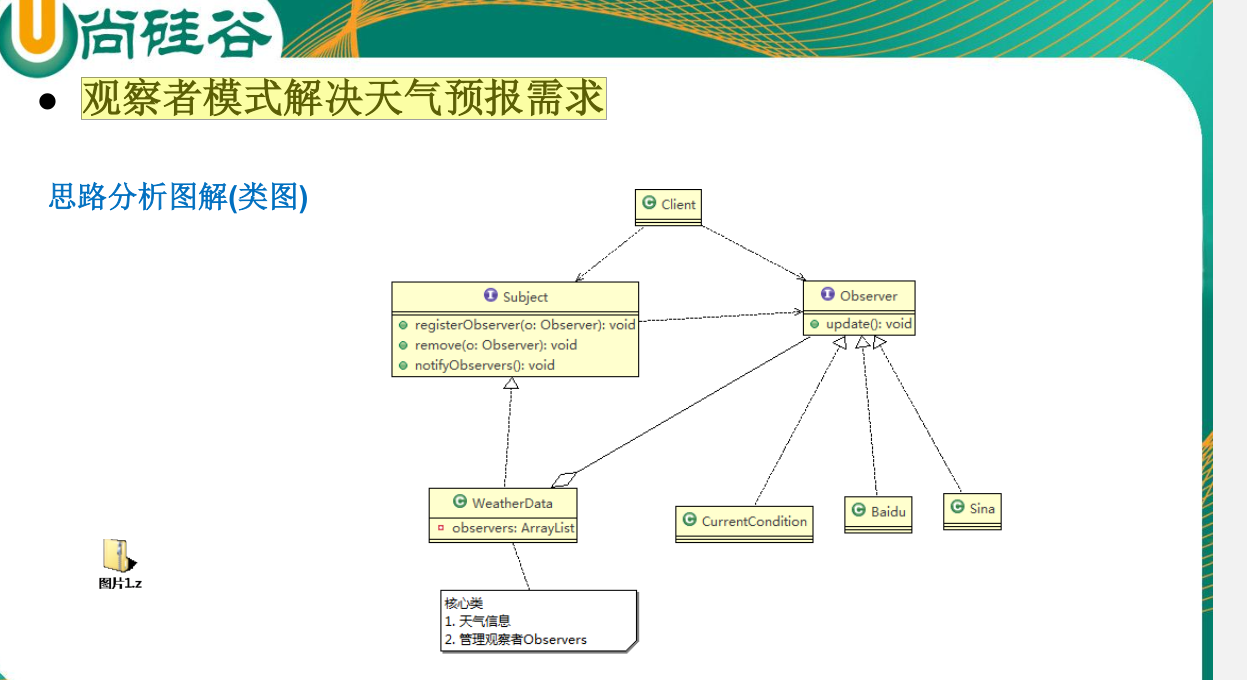 尚硅谷
观察者模式解决天气预报需求
思路分析图解(类图)
Client
Subject
registerObserver(o: Observer): void
remove(o: Observer): void
notifyObservers(): void
Observer
update(): void
WeatherData
observers: ArrayList
CurrentCondition
Baidu
Sina
图片1.z
核心类
1. 天气信息
2. 管理观察者Observers